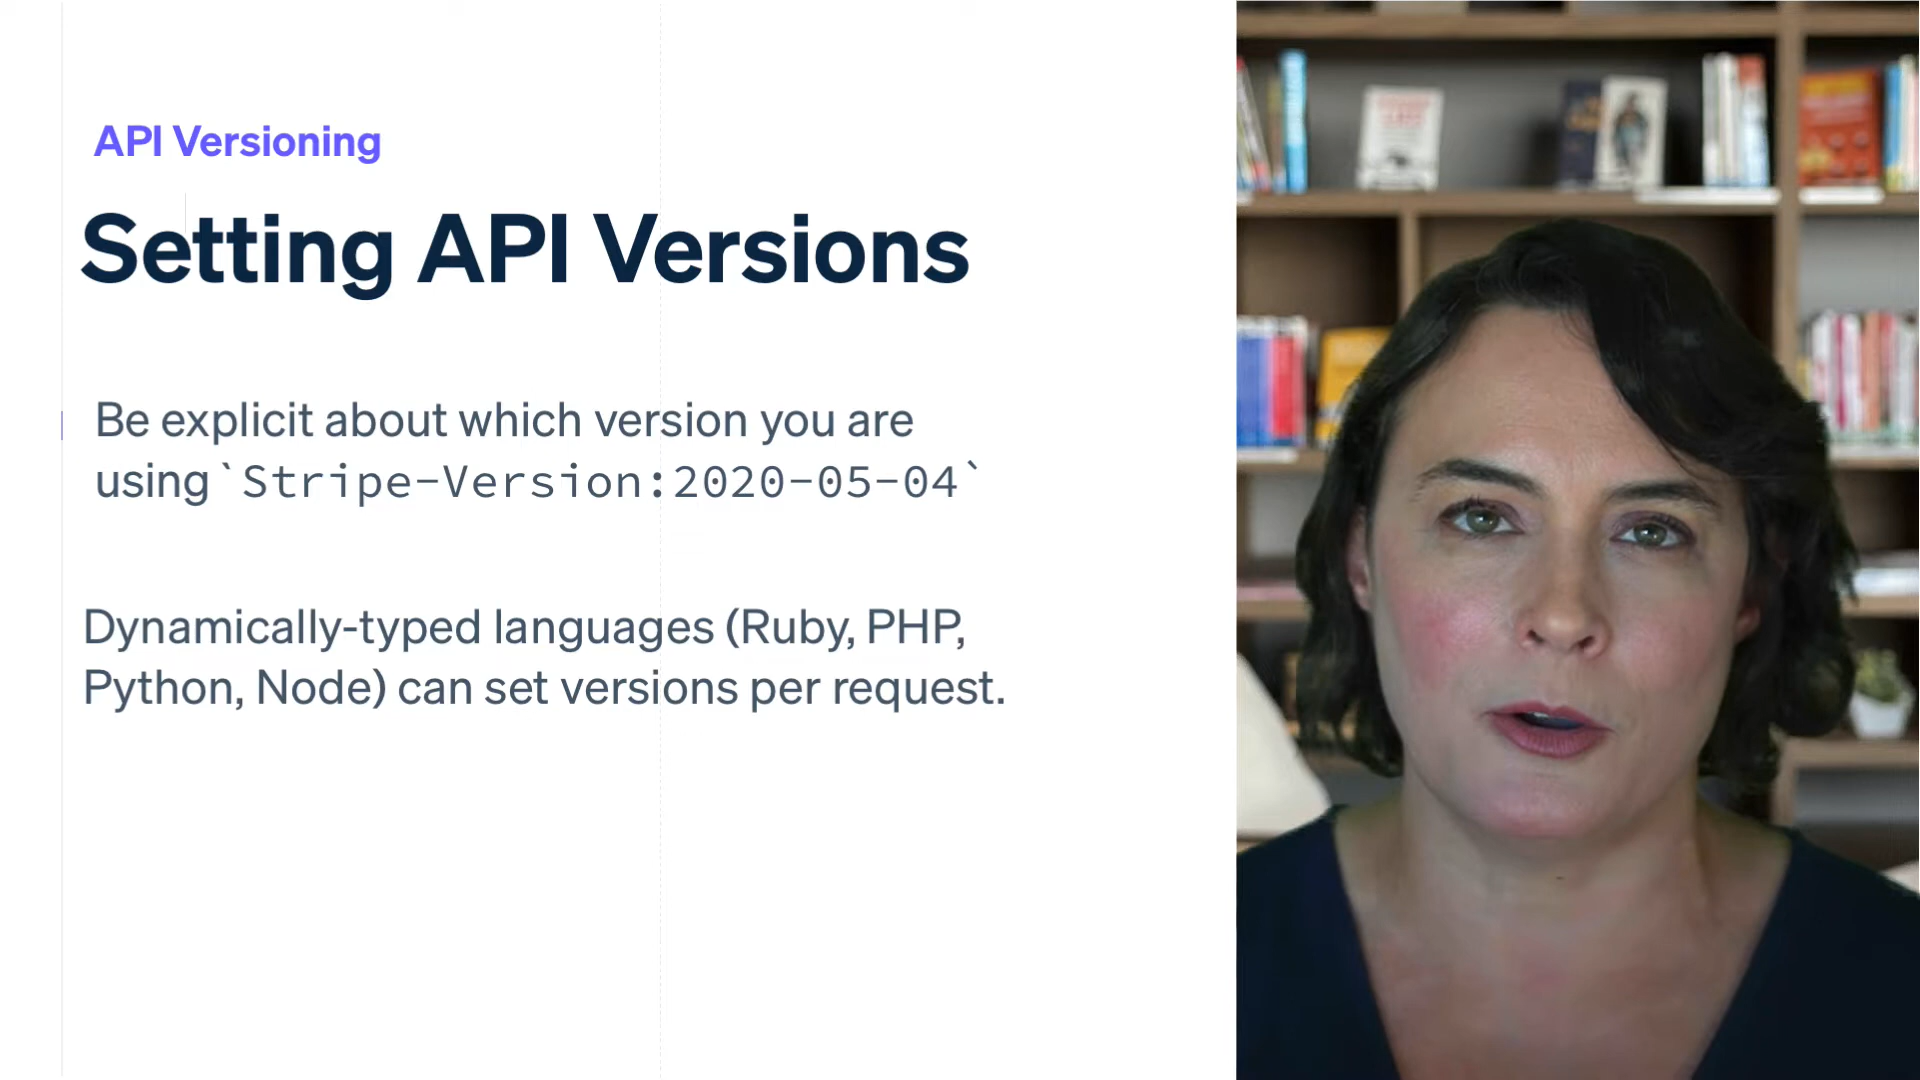 API Versioning
Setting API Versions
Be explicit about which version you are
using `Stripe-Version:2020-05-04`
Dynamically-typed languages (Ruby, PHP,
Python, Node) can set versions per request.